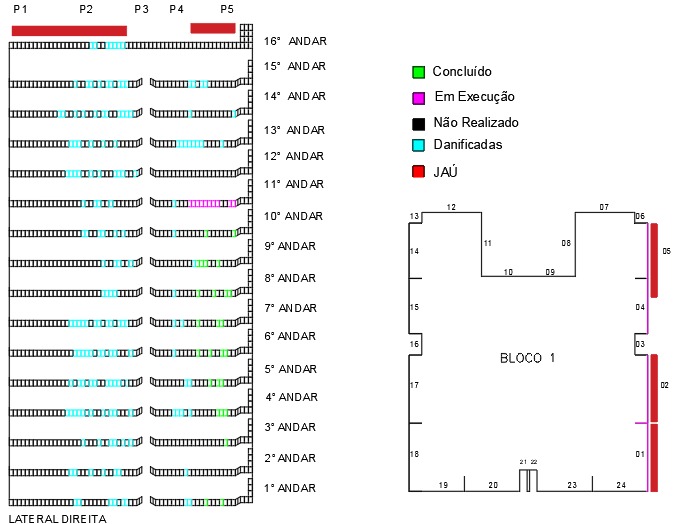 P1 P2 P3 P4 P5
16° ANDAR
15° ANDAR
14° ANDAR
13° ANDAR
12° ANDAR
11° ANDAR
10° ANDAR
9° ANDAR
8° ANDAR
7° ANDAR
6° ANDAR
5° ANDAR
4° ANDAR
3° ANDAR
2° ANDAR
1° ANDAR
LATERAL DIREITA
Concluído
Em Execução
Não Realizado
Danificadas
JAÚ
12 07
13 06
14 11 08 05
10 09
15 04
16 03
BLOCO 1
17 02
18 01
21 22
19 20 23 24